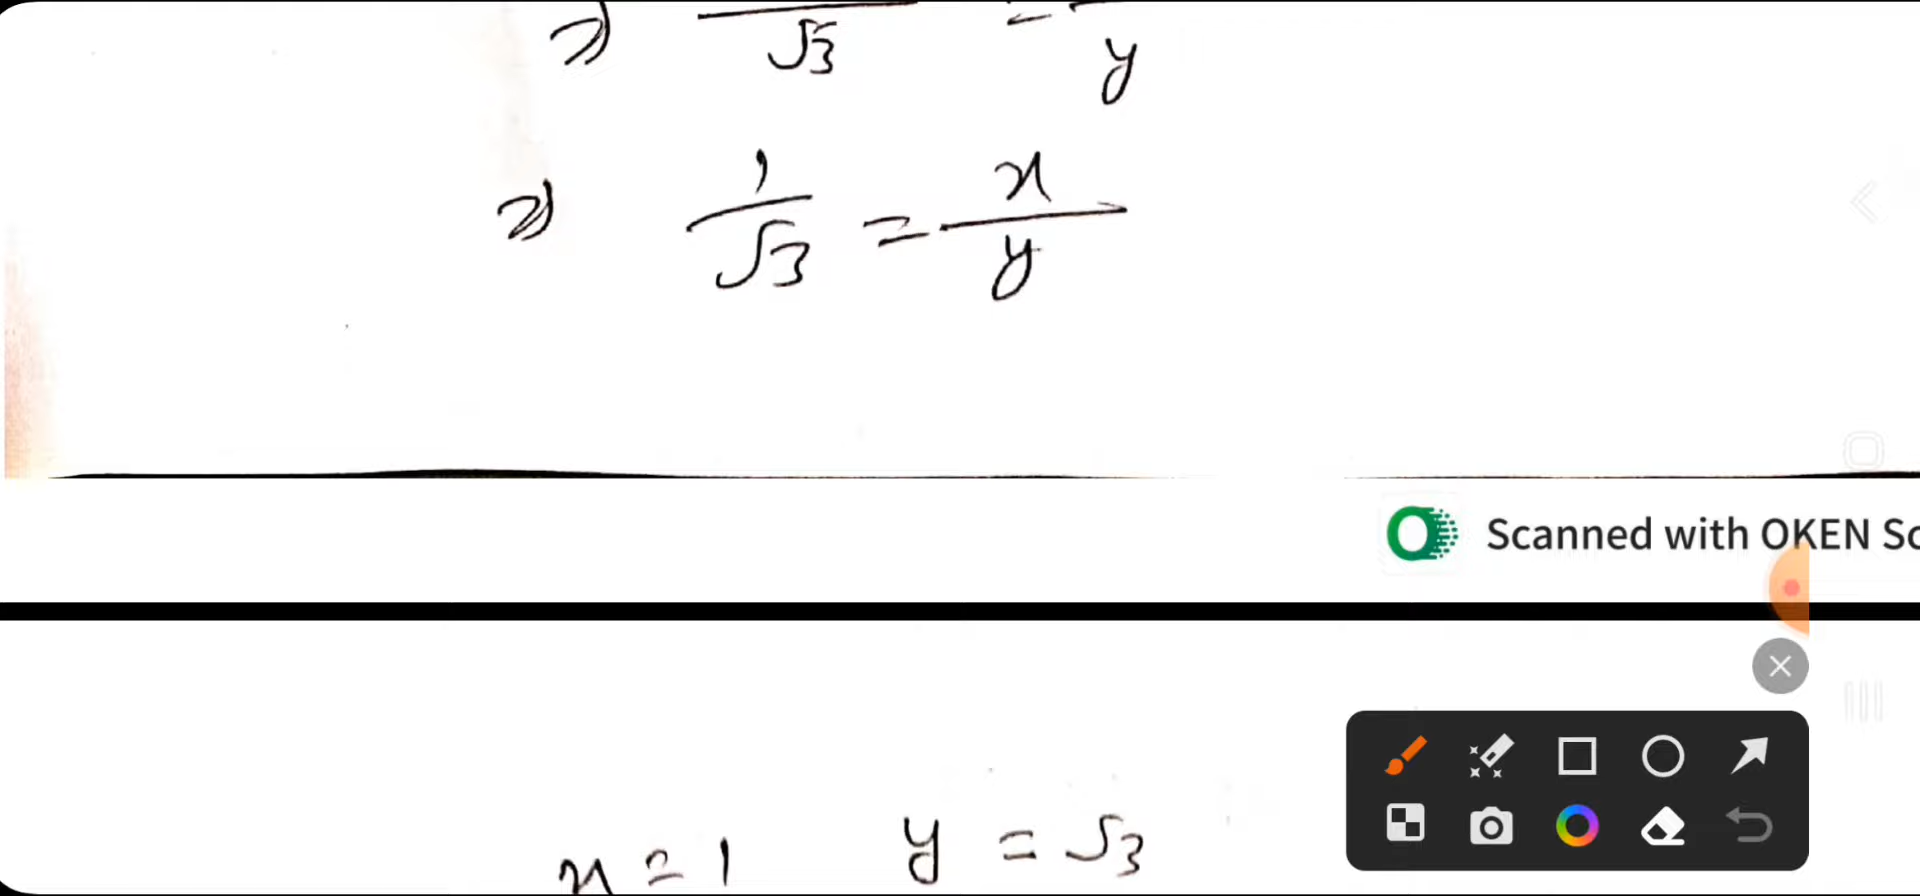 ⇒ /√3 = /y
⇒ 1/√3 = x/y
Scanned with OKEN Sc
x = 1 y = √3